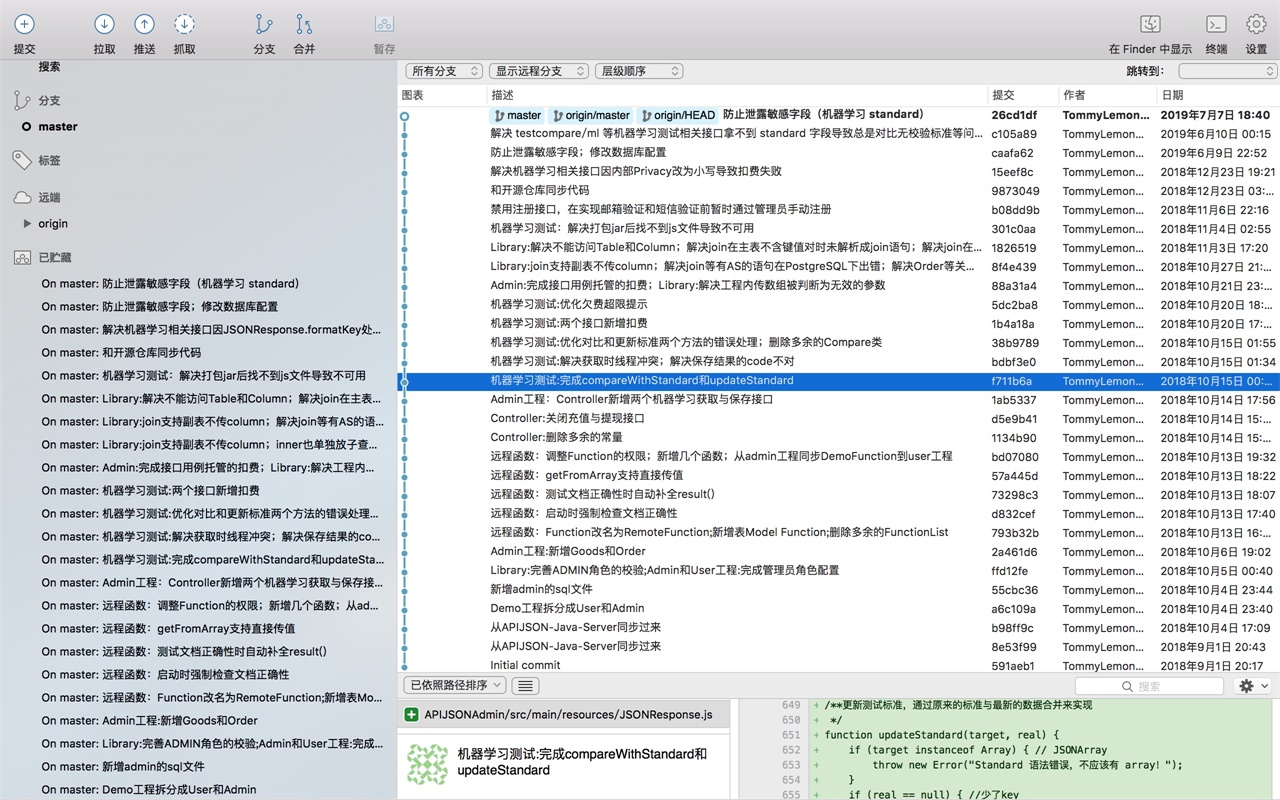 提交 拉取 推送 抓取 分支 合并 暂存 在 Finder 中显示 终端 设置
搜索
分支
master
标签
远端
origin
已贮藏
On master: 防止泄露敏感字段（机器学习 standard）
On master: 防止泄露敏感字段；修改数据库配置
On master: 解决机器学习相关接口因JSONResponse.formatKey处...
On master: 和开源仓库同步代码
On master: 机器学习测试：解决打包jar后找不到js文件导致不可用
On master: Library:解决不能访问Table和Column；解决join在主表...
On master: Library:join支持副表不传column；解决join等有AS的语...
On master: Library:join支持副表不传column；inner也单独放子查...
On master: Admin:完成接口用例托管的扣费；Library:解决工程内...
On master: 机器学习测试:两个接口新增扣费
On master: 机器学习测试:优化对比和更新标准两个方法的错误处理...
On master: 机器学习测试:解决获取时线程冲突；解决保存结果的co...
On master: 机器学习测试:完成compareWithStandard和updateSta...
On master: Admin工程：Controller新增两个机器学习获取与保存接...
On master: 远程函数：调整Function的权限；新增几个函数；从ad...
On master: 远程函数：getFromArray支持直接传值
On master: 远程函数：测试文档正确性时自动补全result()
On master: 远程函数：启动时强制检查文档正确性
On master: 远程函数：Function改名为RemoteFunction;新增表Mo...
On master: Admin工程:新增Goods和Order
On master: Library:完善ADMIN角色的校验;Admin和User工程:完成...
On master: 新增admin的sql文件
On master: Demo工程拆分成User和Admin
所有分支 显示远程分支 层级顺序 跳转到：
图表 描述 提交 作者 日期
master origin/master origin/HEAD 防止泄露敏感字段（机器学习 standard） 26cd1df TommyLemon... 2019年7月7日 18:40
解决 testcompare/ml 等机器学习测试相关接口拿不到 standard 字段导致总是对比无校验标准等问... c105a89 TommyLemon... 2019年6月10日 00:15
防止泄露敏感字段；修改数据库配置 caafa62 TommyLemon... 2019年6月9日 22:52
解决机器学习相关接口因内部Privacy改为小写导致扣费失败 15eef8c TommyLemon... 2018年12月23日 19:21
和开源仓库同步代码 9873049 TommyLemon... 2018年12月23日 03:...
禁用注册接口，在实现邮箱验证和短信验证前暂时通过管理员手动注册 b08dd9b TommyLemon... 2018年11月6日 22:16
机器学习测试：解决打包jar后找不到js文件导致不可用 301c0aa TommyLemon... 2018年11月3日 02:55
Library:解决不能访问Table和Column；解决join在主表不含键值对时未解析成join语句；解决join在... 1826519 TommyLemon... 2018年11月3日 17:20
Library:join支持副表不传column；解决join等有AS的语句在PostgreSQL下出错；解决Order等关... 8f4e439 TommyLemon... 2018年10月27日 21:...
Admin:完成接口用例托管的扣费；Library:解决工程内传数组被判断为无效的参数 88a31a4 TommyLemon... 2018年10月21日 23:...
机器学习测试:优化欠费超限提示 5dc2ba8 TommyLemon... 2018年10月20日 18:...
机器学习测试:两个接口新增扣费 1b4a18a TommyLemon... 2018年10月20日 17:...
机器学习测试:优化对比和更新标准两个方法的错误处理；删除多余的Compare类 38b9789 TommyLemon... 2018年10月15日 01:55
机器学习测试:解决获取时线程冲突；解决保存结果的code不对 bdbf3e0 TommyLemon... 2018年10月15日 01:34
机器学习测试:完成compareWithStandard和updateStandard f711b6a TommyLemon... 2018年10月15日 00:...
Admin工程：Controller新增两个机器学习获取与保存接口 1ab5337 TommyLemon... 2018年10月14日 17:56
Controller:关闭充值与提现接口 d5e9b41 TommyLemon... 2018年10月14日 15:...
Controller:删除多余的常量 1134b90 TommyLemon... 2018年10月14日 15:...
远程函数：调整Function的权限；新增几个函数；从admin工程同步DemoFunction到user工程 bd07080 TommyLemon... 2018年10月13日 19:32
远程函数：getFromArray支持直接传值 57a445d TommyLemon... 2018年10月13日 18:22
远程函数：测试文档正确性时自动补全result() 73298c3 TommyLemon... 2018年10月13日 18:07
远程函数：启动时强制检查文档正确性 d832cef TommyLemon... 2018年10月13日 17:40
远程函数：Function改名为RemoteFunction;新增表Model Function;删除多余的FunctionList 793b32b TommyLemon... 2018年10月13日 16:...
Admin工程:新增Goods和Order 2a461d6 TommyLemon... 2018年10月6日 19:02
Library:完善ADMIN角色的校验;Admin和User工程:完成管理员角色配置 ffd12fe TommyLemon... 2018年10月5日 00:40
新增admin的sql文件 55cbc36 TommyLemon... 2018年10月4日 23:44
Demo工程拆分成User和Admin a6c109a TommyLemon... 2018年10月4日 23:40
从APIJSON-Java-Server同步过来 b98ff9c TommyLemon... 2018年10月4日 17:09
从APIJSON-Java-Server同步过来 8e53f99 TommyLemon... 2018年9月1日 20:43
Initial commit 591aeb1 TommyLemon... 2018年9月1日 20:17
已依照路径排序 搜索
APIJSONAdmin/src/main/resources/JSONResponse.js
机器学习测试:完成compareWithStandard和
updateStandard
649 + /**更新测试标准，通过原来的标准与最新的数据合并来实现
650 + */
651 + function updateStandard(target, real) {
652 + if (target instanceof Array) { // JSONArray
653 + throw new Error("Standard 语法错误，不应该有 array! ");
654 + }
655 + if (real == null) { //少了key